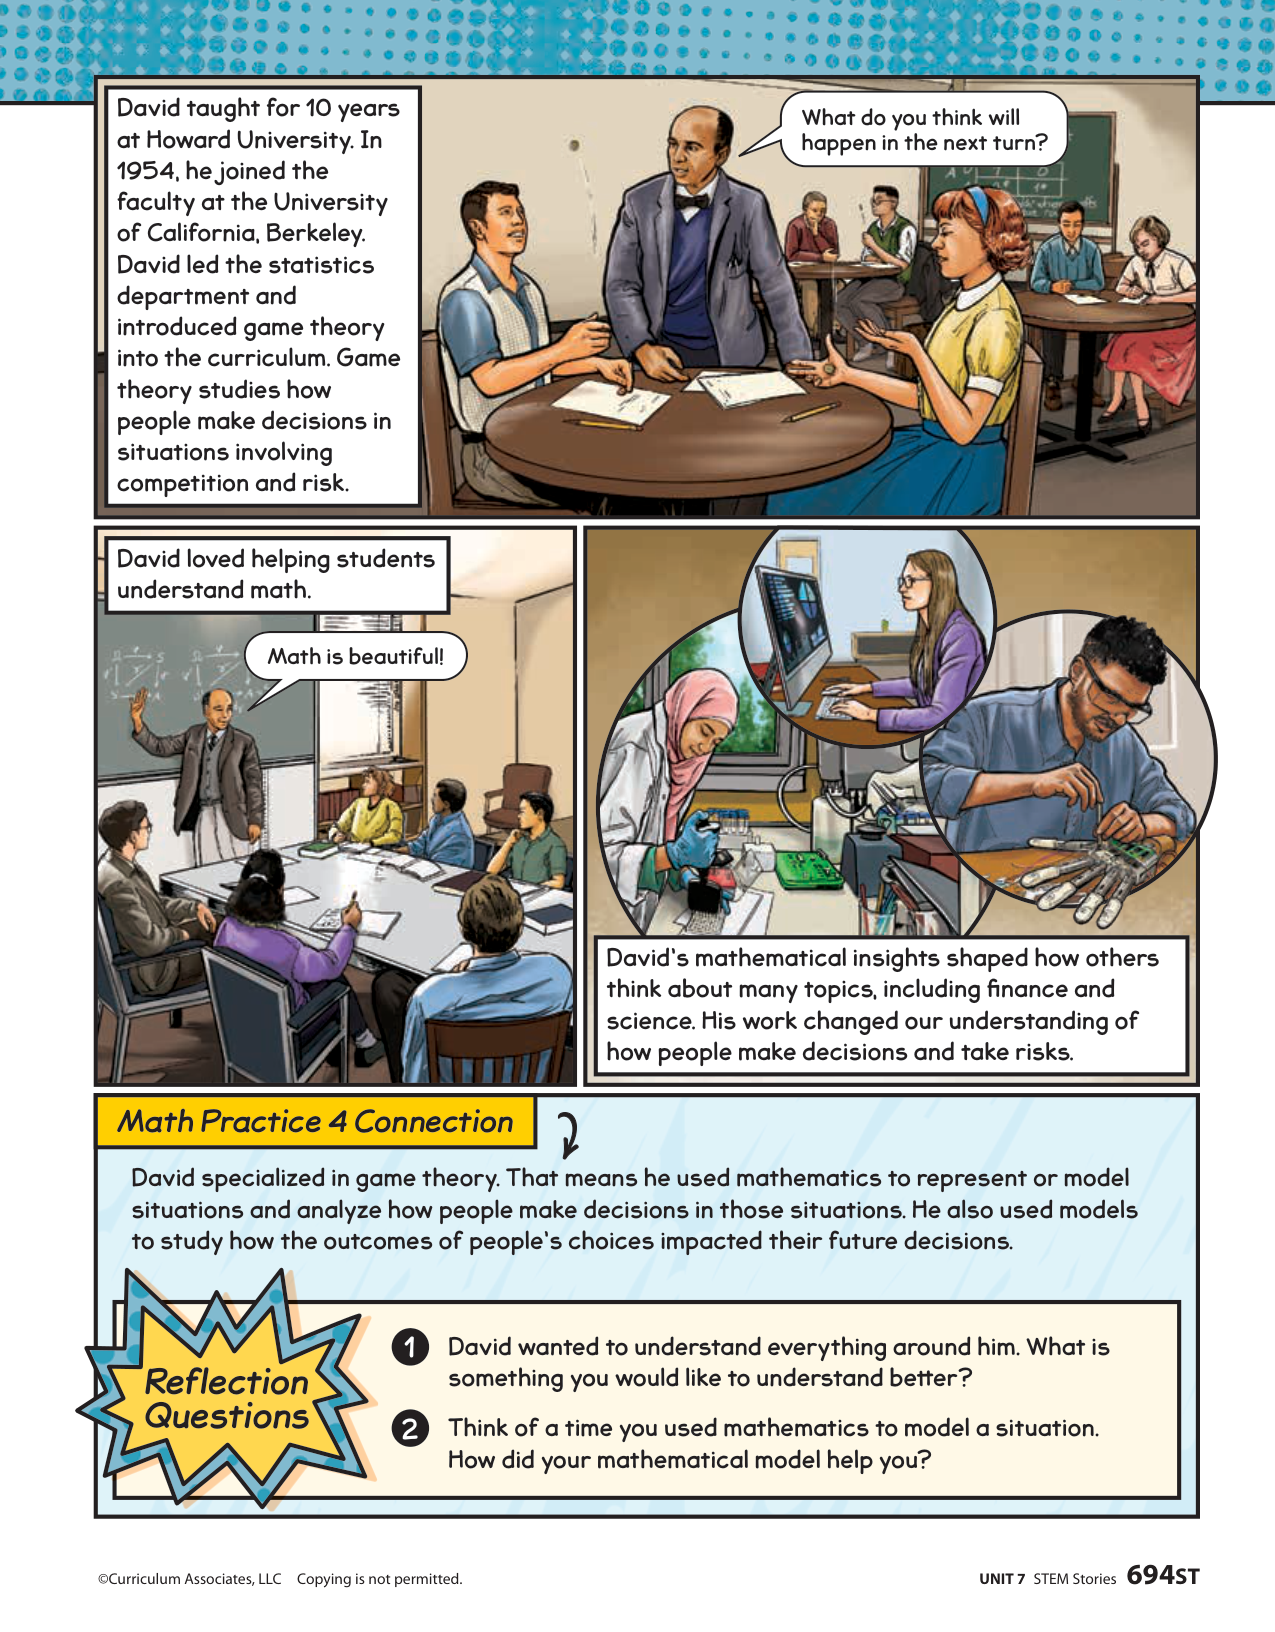 David taught for 10 years
at Howard University. In
1954, he joined the
faculty at the University
of California, Berkeley.
David led the statistics
department and
introduced game theory
into the curriculum. Game
theory studies how
people make decisions in
situations involving
competition and risk.
What do you think will
happen in the next turn?
David loved helping students
understand math.
Math is beautiful!
David's mathematical insights shaped how others
think about many topics, including finance and
science. His work changed our understanding of
how people make decisions and take risks.
Math Practice 4 Connection
David specialized in game theory. That means he used mathematics to represent or model
situations and analyze how people make decisions in those situations. He also used models
to study how the outcomes of people's choices impacted their future decisions.
Reflection
Questions
1 David wanted to understand everything around him. What is
something you would like to understand better?
2 Think of a time you used mathematics to model a situation.
How did your mathematical model help you?
©Curriculum Associates, LLC Copying is not permitted.
UNIT 7 STEM Stories 694ST